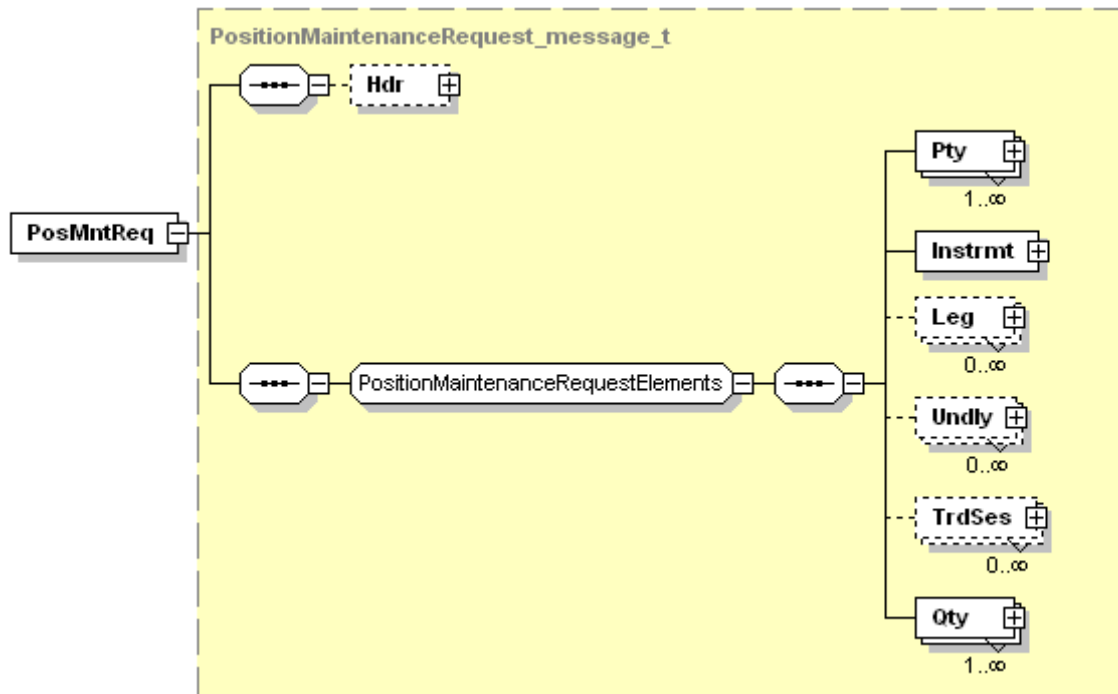 PositionMaintenanceRequest_message_t
Hdr
Pty
1..∞
PosMntReq
Instrmt
Leg
0..∞
PositionMaintenanceRequestElements
Undly
0..∞
TrdSes
0..∞
Qty
1..∞